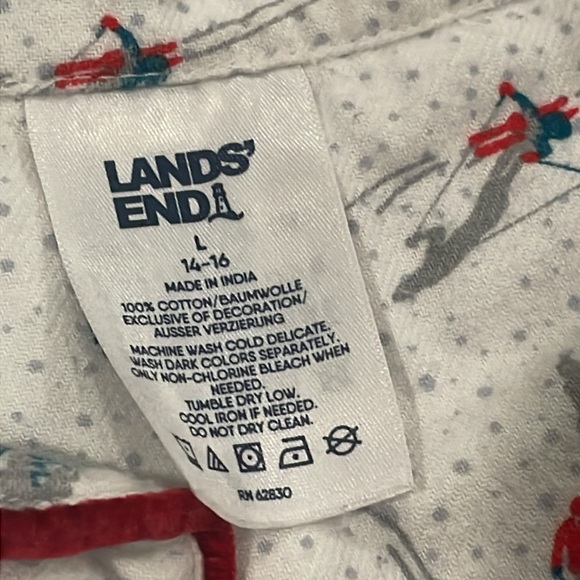 LANDS'
END
L
14-16
MADE IN INDIA
100% COTTON/BAUMWOLLE
EXCLUSIVE OF DECORATION/
AUSSER VERZIERUNG
MACHINE WASH COLD DELICATE.
WASH DARK COLORS SEPARATELY.
ONLY NON-CHLORINE BLEACH WHEN
NEEDED.
TUMBLE DRY LOW.
COOL IRON IF NEEDED.
DO NOT DRY CLEAN.
RN 62830